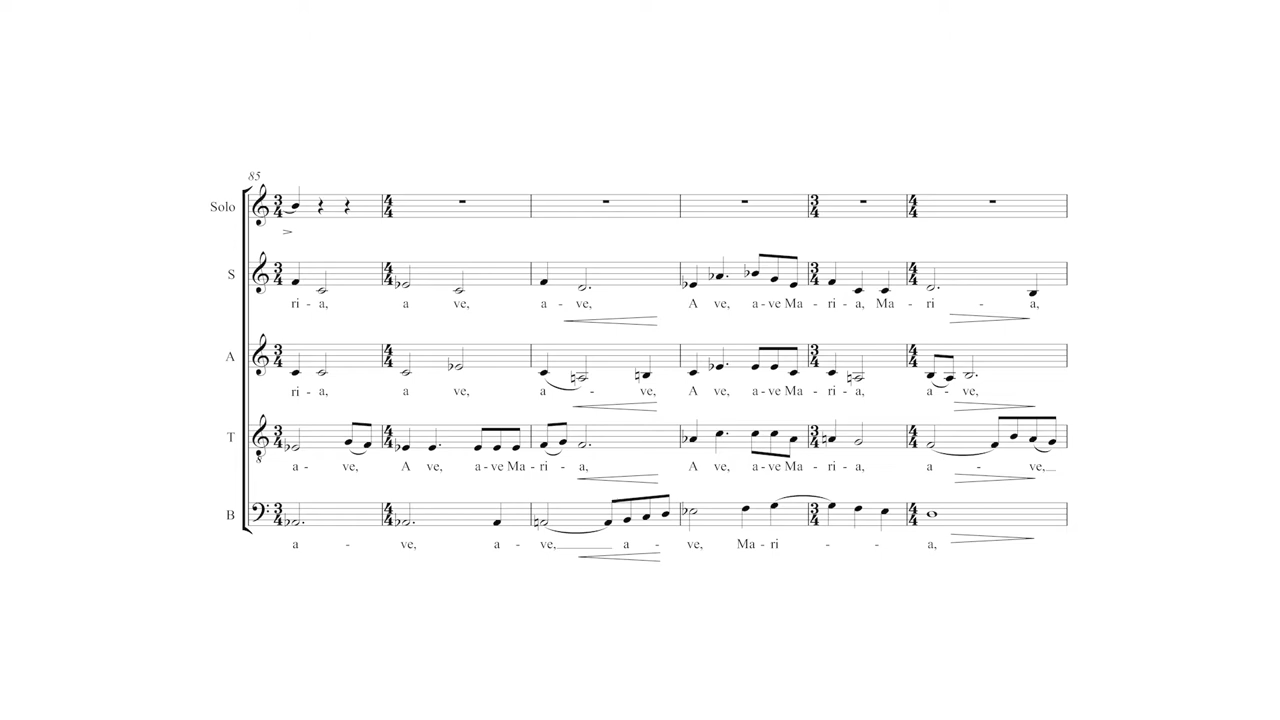 85
Solo
S
ri - a, a ve, a - ve, A ve, a - ve Ma - ri - a, Ma - ri - a,
A
ri - a, a ve, a - ve, A ve, a - ve Ma - ri - a, a - ve,
T
a - ve, A ve, a - ve Ma - ri - a, A ve, a - ve Ma - ri - a, a - ve,
B
a - ve, a - ve, a - ve, Ma - ri - - a,